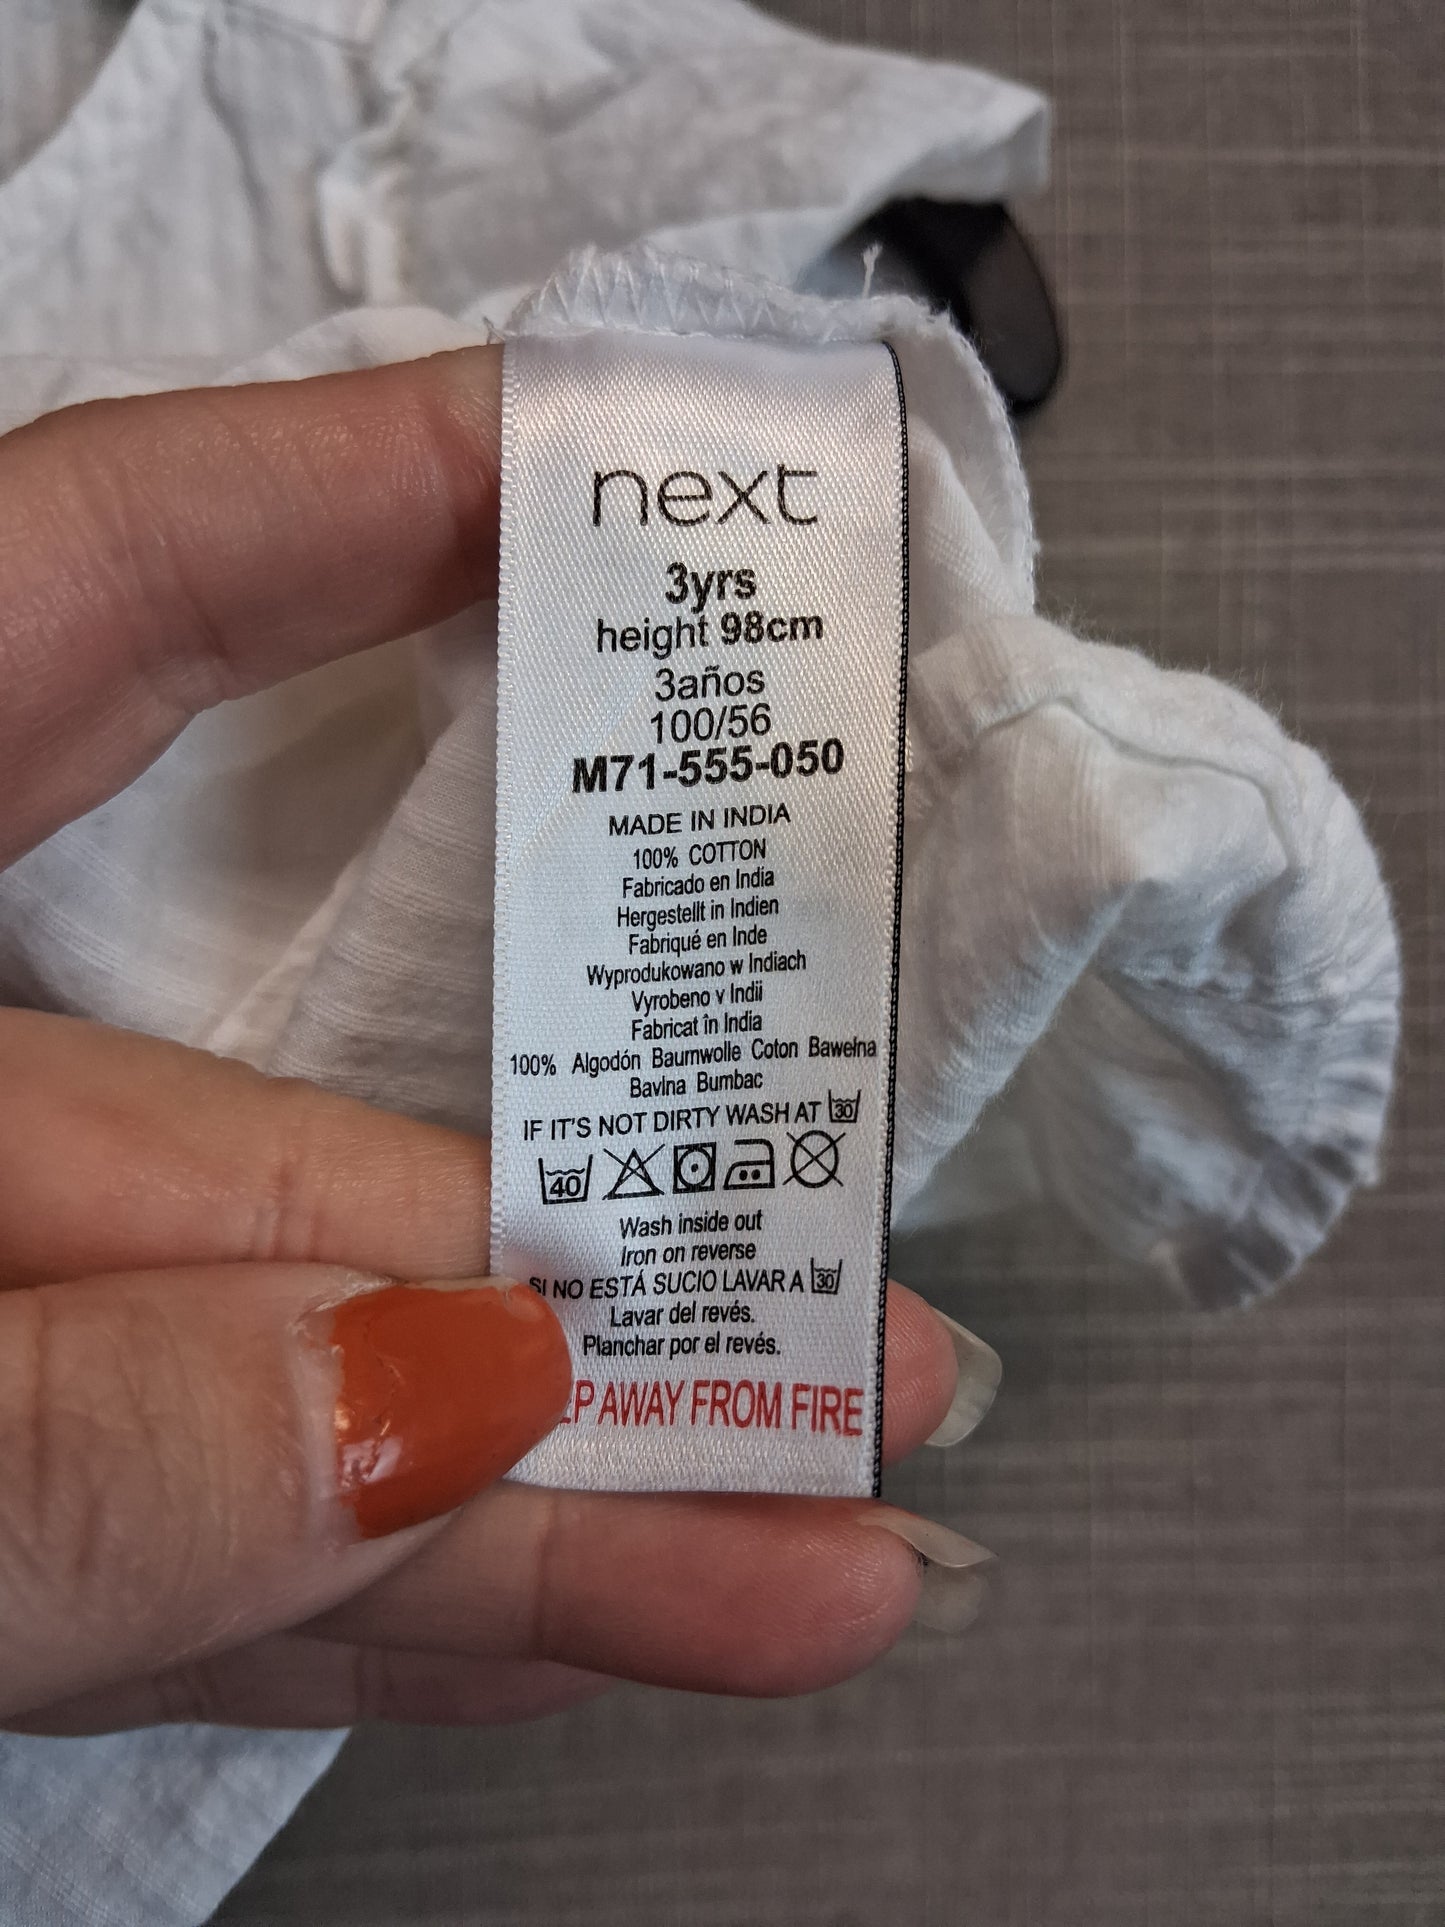 next
3yrs
height 98cm
3años
100/56
M71-555-050
MADE IN INDIA
100% COTTON
Fabricado en India
Hergestellt in Indien
Fabriqué en Inde
Wyprodukowano w Indiach
Vyrobeno v Indii
Fabricat în India
100% Algodón Baumwolle Coton Bawełna
Bavlna Bumbac
IF IT'S NOT DIRTY WASH AT 30
40
Wash inside out
Iron on reverse
SI NO ESTÁ SUCIO LAVAR A 30
Lavar del revés.
Planchar por el revés.
AWAY FROM FIRE